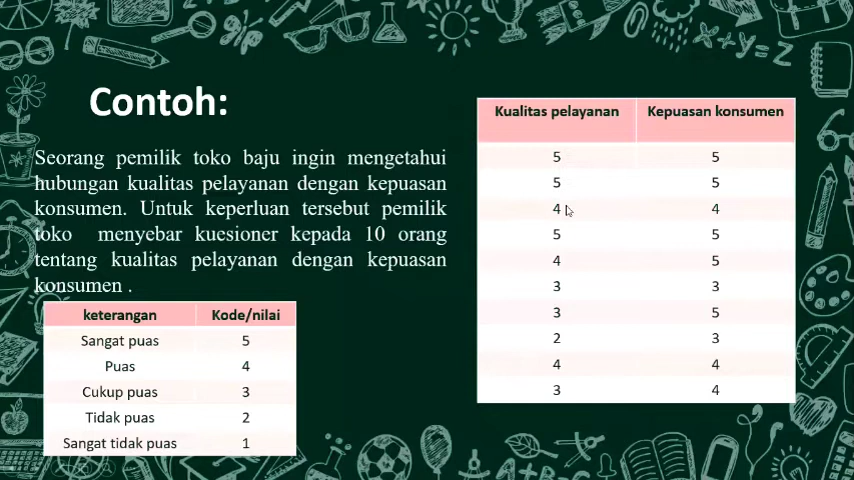 Contoh:
Seorang pemilik toko baju ingin mengetahui
hubungan kualitas pelayanan dengan kepuasan
konsumen. Untuk keperluan tersebut pemilik
toko menyebar kuesioner kepada 10 orang
tentang kualitas pelayanan dengan kepuasan
konsumen .
keterangan Kode/nilai
Sangat puas 5
Puas 4
Cukup puas 3
Tidak puas 2
Sangat tidak puas 1
Kualitas pelayanan Kepuasan konsumen
5 5
5 5
4 4
5 5
4 5
3 3
3 5
2 3
4 4
3 4
x+y=z